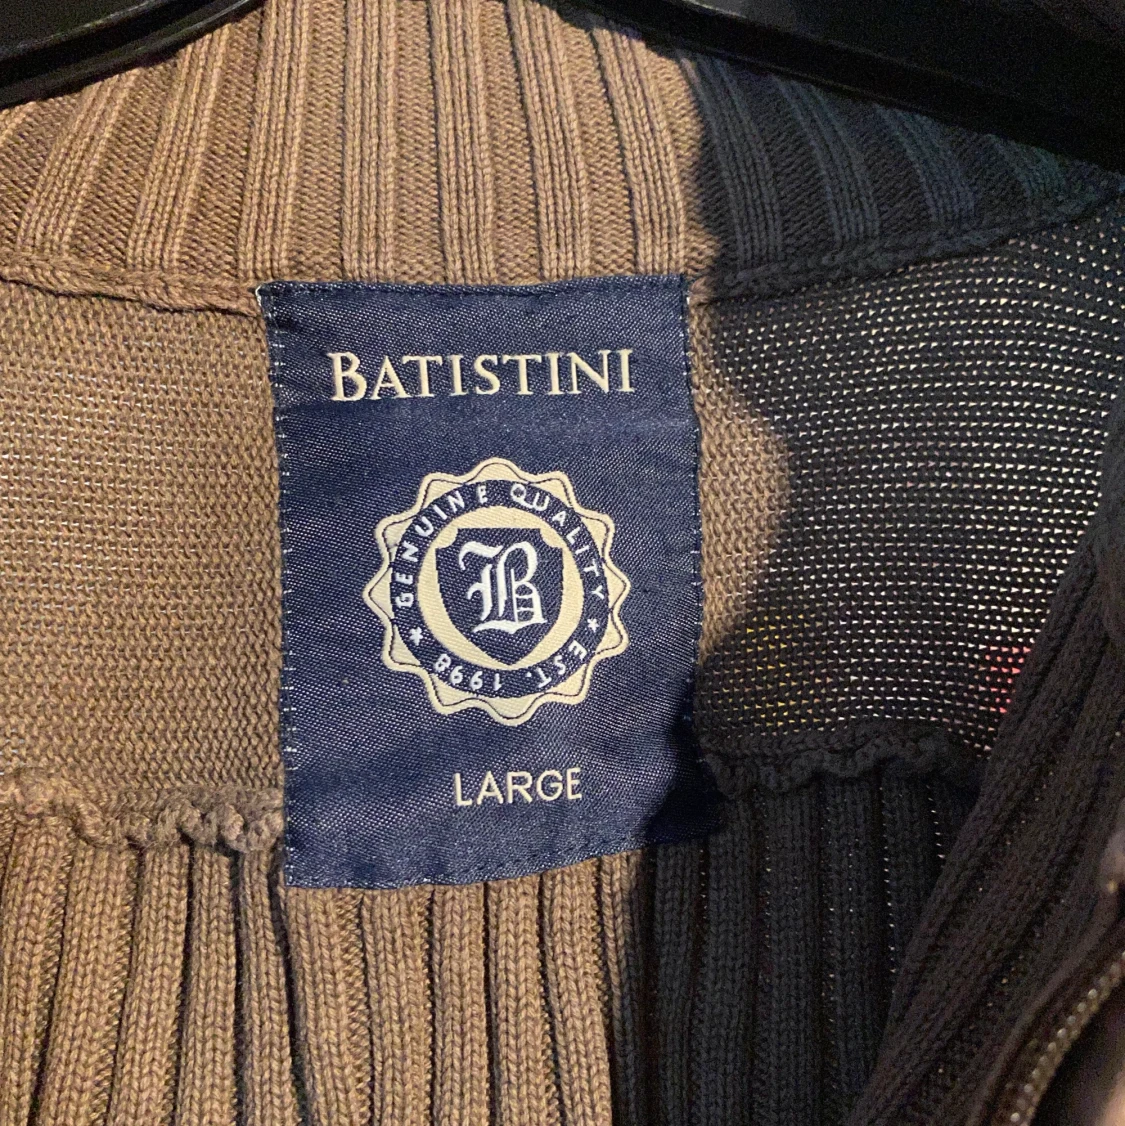 BATISTINI
GENUINE QUALITY
★ EST. 1998 ★
B
LARGE